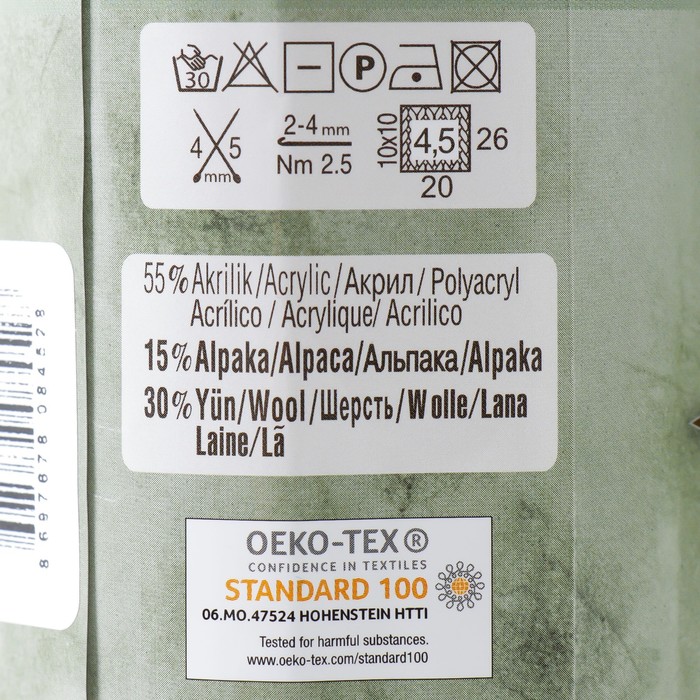 30 P
4 5 mm
2-4 mm
Nm 2.5
10x10 4,5 26
20
55% Akrilik/Acrylic/Акрил/ Polyacryl
Acrílico / Acrylique/ Acrilico
15% Alpaka/Alpaca/Альпака/Alpaka
30% Yün/Wool/Шерсть/Wolle/Lana
Laine/Lã
8 697878 084578
OEKO-TEX®
CONFIDENCE IN TEXTILES
STANDARD 100
06.MO.47524 HOHENSTEIN HTTI
Tested for harmful substances.
www.oeko-tex.com/standard100